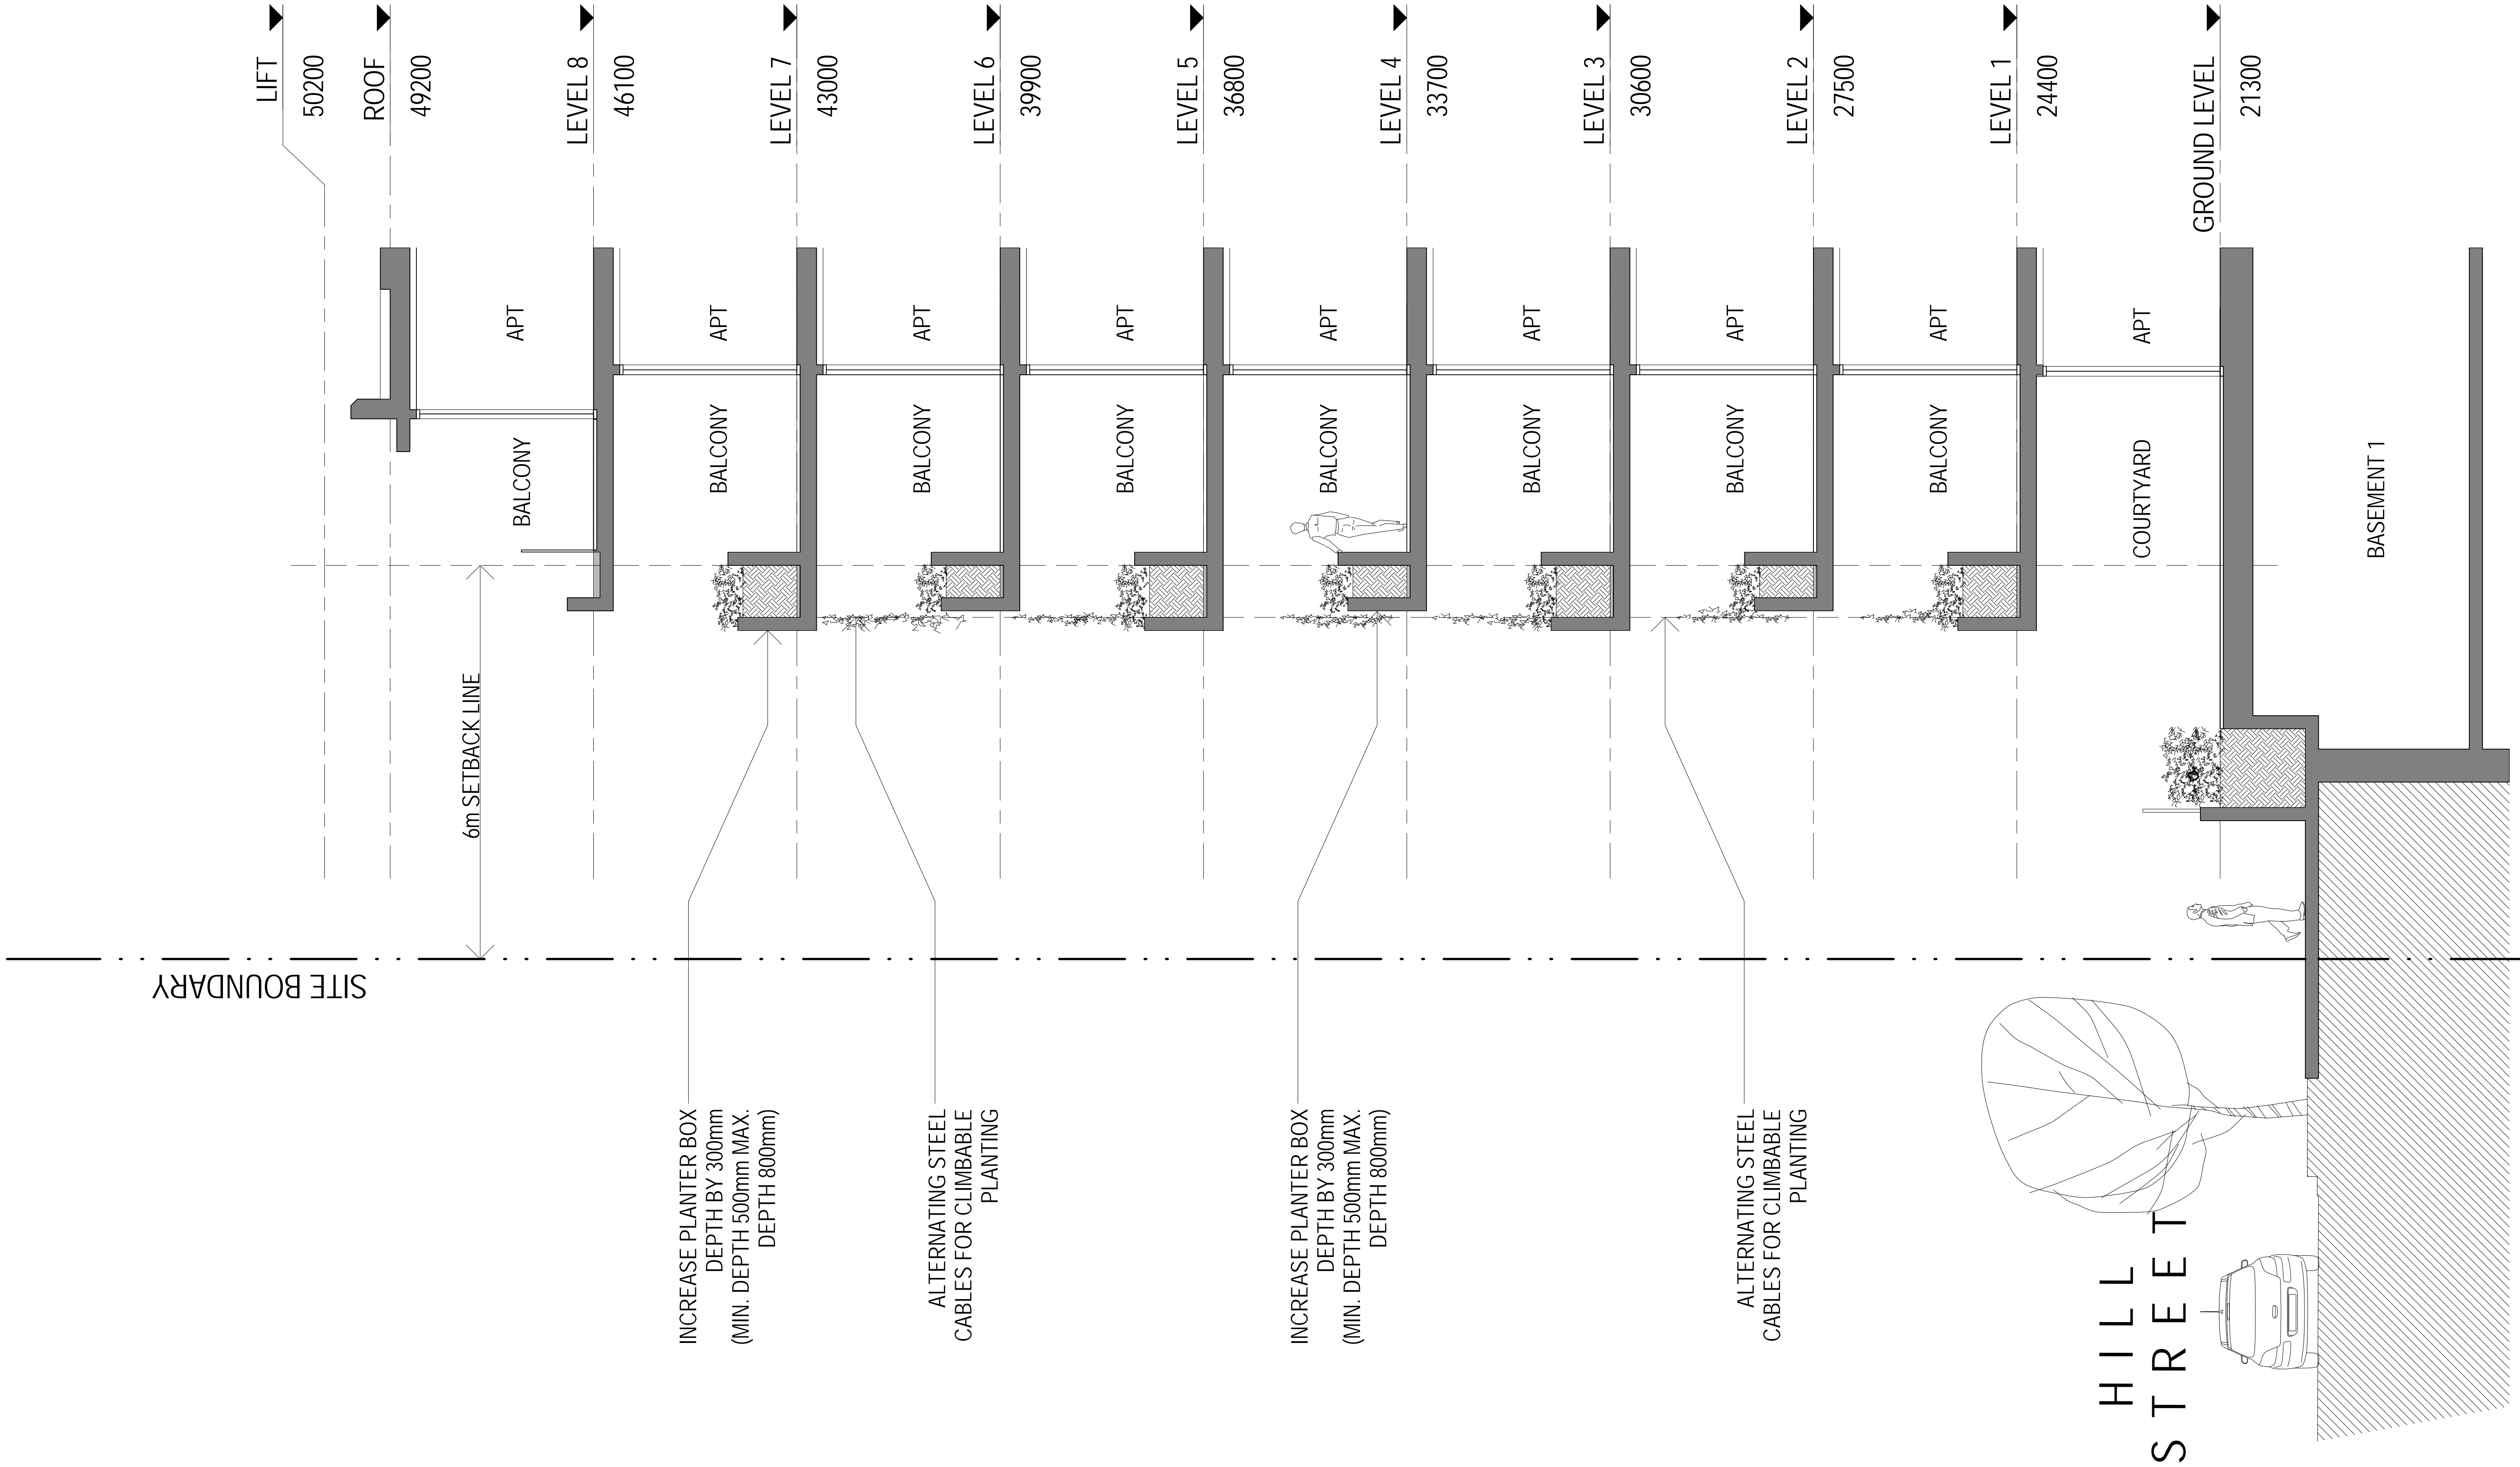 LIFT
50200
ROOF
49200
LEVEL 8
46100
LEVEL 7
43000
LEVEL 6
39900
LEVEL 5
36800
LEVEL 4
33700
LEVEL 3
30600
LEVEL 2
27500
LEVEL 1
24400
GROUND LEVEL
21300
APT
APT
APT
APT
APT
APT
APT
APT
APT
BALCONY
BALCONY
BALCONY
BALCONY
BALCONY
BALCONY
BALCONY
BALCONY
COURTYARD
BASEMENT 1
6m SETBACK LINE
SITE BOUNDARY
INCREASE PLANTER BOX
DEPTH BY 300mm
(MIN. DEPTH 500mm MAX.
DEPTH 800mm)
ALTERNATING STEEL
CABLES FOR CLIMBABLE
PLANTING
INCREASE PLANTER BOX
DEPTH BY 300mm
(MIN. DEPTH 500mm MAX.
DEPTH 800mm)
ALTERNATING STEEL
CABLES FOR CLIMBABLE
PLANTING
HILL
STREET